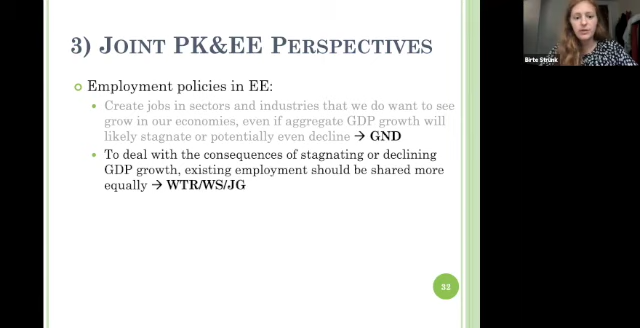 3) JOINT PK&EE PERSPECTIVES
Birte Strunk
Employment policies in EE:
Create jobs in sectors and industries that we do want to see
grow in our economies, even if aggregate GDP growth will
likely stagnate or potentially even decline → GND
To deal with the consequences of stagnating or declining
GDP growth, existing employment should be shared more
equally → WTR/WS/JG
32